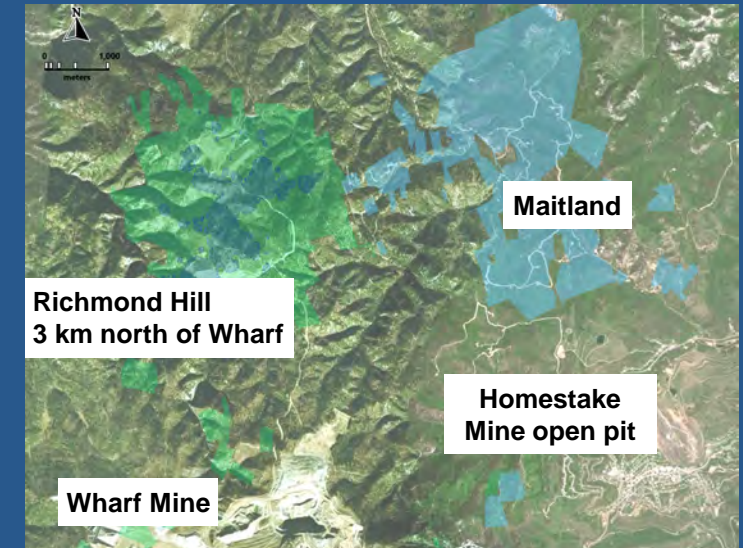 N
0 1,000
meters
Maitland
Richmond Hill
3 km north of Wharf
Homestake
Mine open pit
Wharf Mine